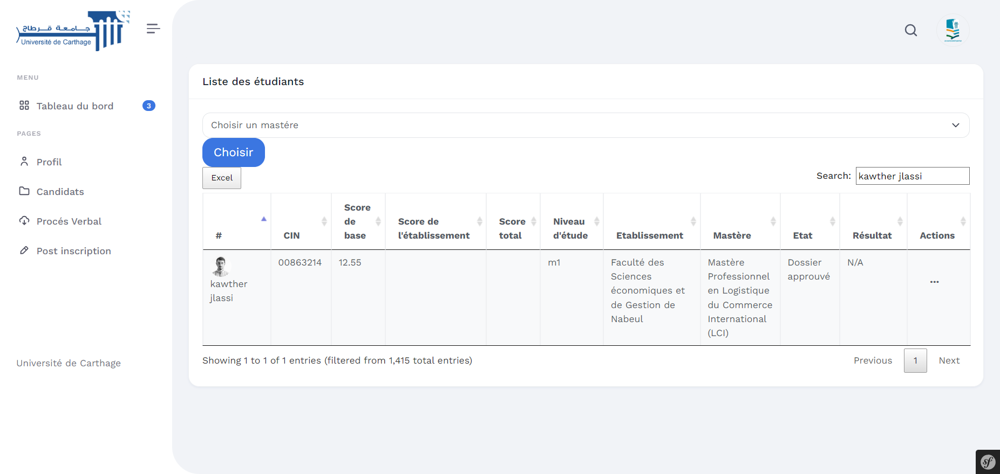 جامعة قرطاج
Université de Carthage
MENU
Tableau du bord 3
PAGES
Profil
Candidats
Procés Verbal
Post inscription
Université de Carthage
Liste des étudiants
Choisir un mastére
Choisir
Excel
Search: kawther jlassi
#
CIN
Score
de
base
Score de
l'établissement
Score
total
Niveau
d'étude
Etablissement
Mastère
Etat
Résultat
Actions
kawther
jlassi
00863214
12.55
m1
Faculté des
Sciences
économiques et
de Gestion de
Nabeul
Mastère
Professionnel
en Logistique
du Commerce
International
(LCI)
Dossier
approuvé
N/A
...
Showing 1 to 1 of 1 entries (filtered from 1,415 total entries)
Previous 1 Next
sf